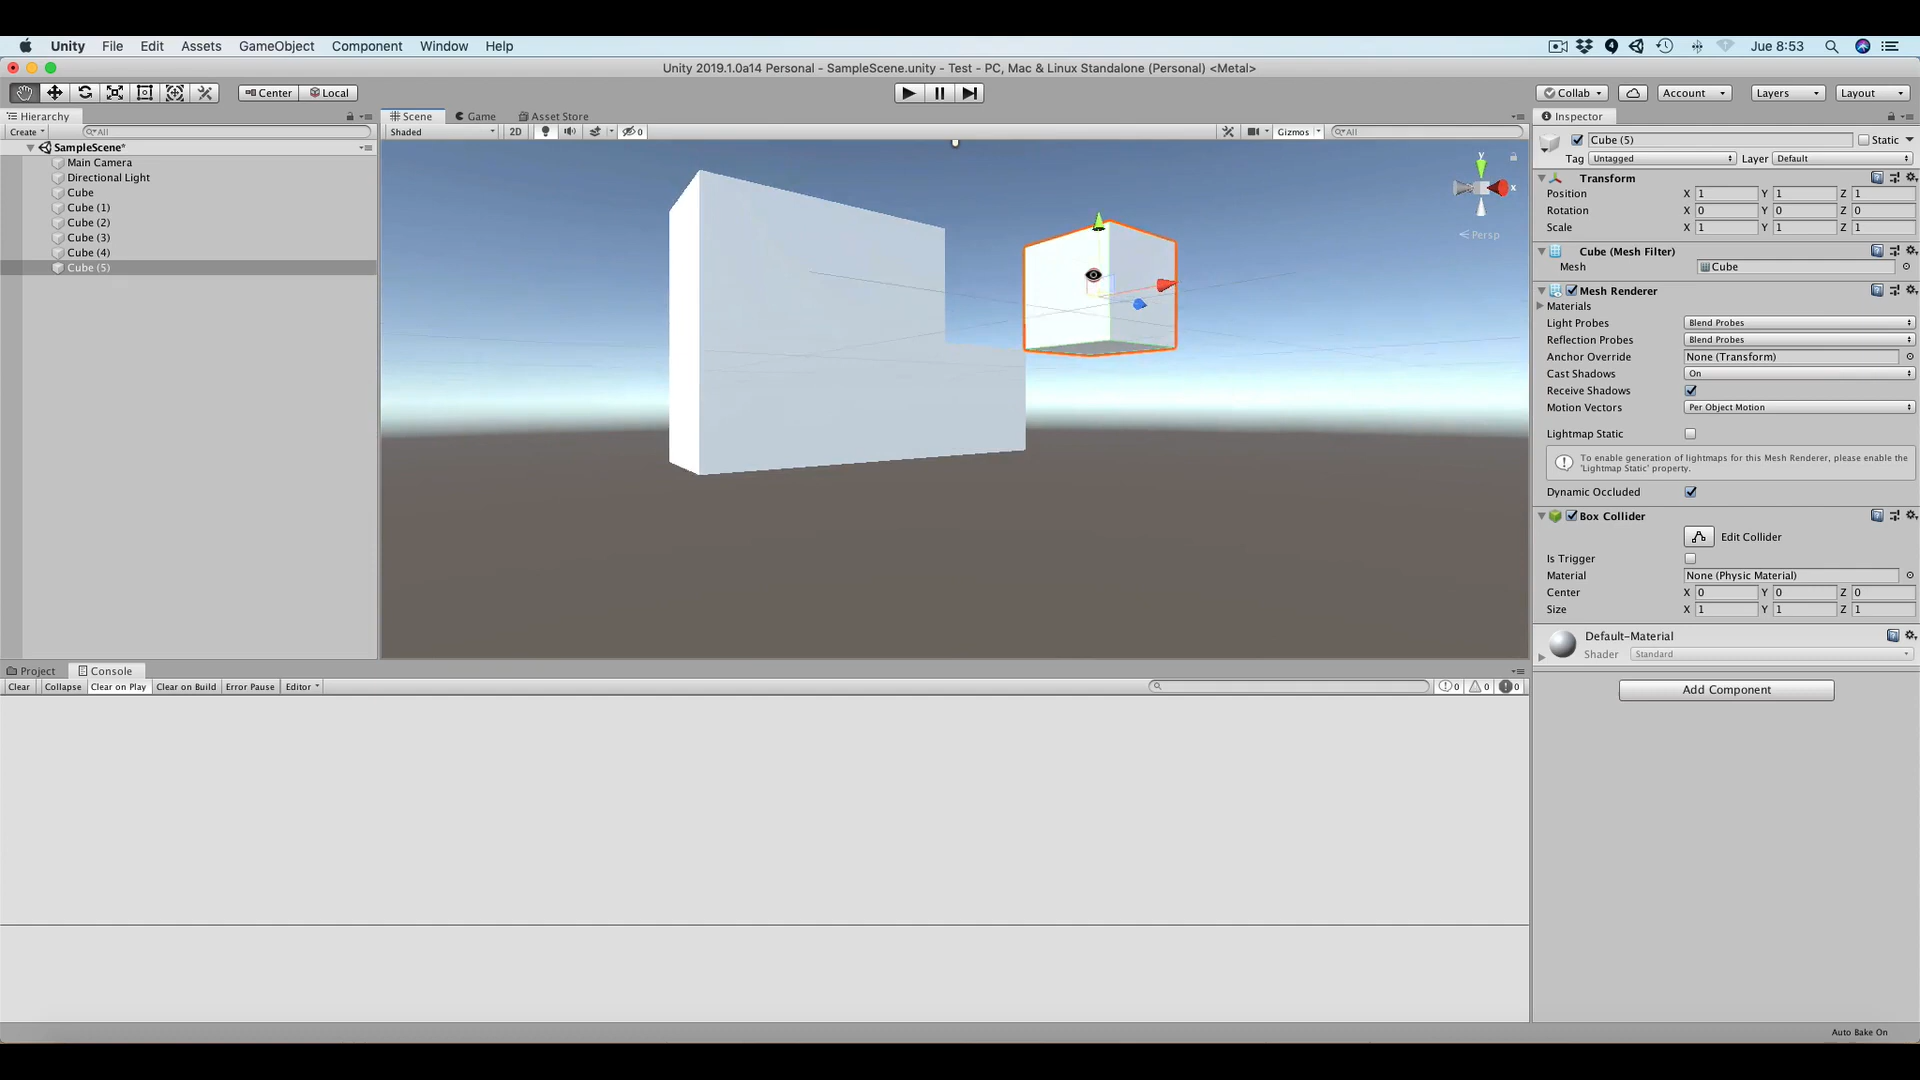 Unity File Edit Assets GameObject Component Window Help Jue 8:53
Unity 2019.1.0a14 Personal - SampleScene.unity - Test - PC, Mac & Linux Standalone (Personal) <Metal>
Center Local Collab Account Layers Layout
Hierarchy
Create All
SampleScene*
Main Camera
Directional Light
Cube
Cube (1)
Cube (2)
Cube (3)
Cube (4)
Cube (5)
Scene Game Asset Store
Shaded 2D 0 Gizmos All
y
x
Persp
Inspector
Cube (5) Static
Tag Untagged Layer Default
Transform
Position X 1 Y 1 Z 1
Rotation X 0 Y 0 Z 0
Scale X 1 Y 1 Z 1
Cube (Mesh Filter)
Mesh Cube
Mesh Renderer
Materials
Light Probes Blend Probes
Reflection Probes Blend Probes
Anchor Override None (Transform)
Cast Shadows On
Receive Shadows
Motion Vectors Per Object Motion
Lightmap Static
To enable generation of lightmaps for this Mesh Renderer, please enable the
'Lightmap Static' property.
Dynamic Occluded
Box Collider
Edit Collider
Is Trigger
Material None (Physic Material)
Center X 0 Y 0 Z 0
Size X 1 Y 1 Z 1
Default-Material
Shader Standard
Add Component
Project Console
Clear Collapse Clear on Play Clear on Build Error Pause Editor 0 0 0
Auto Bake On